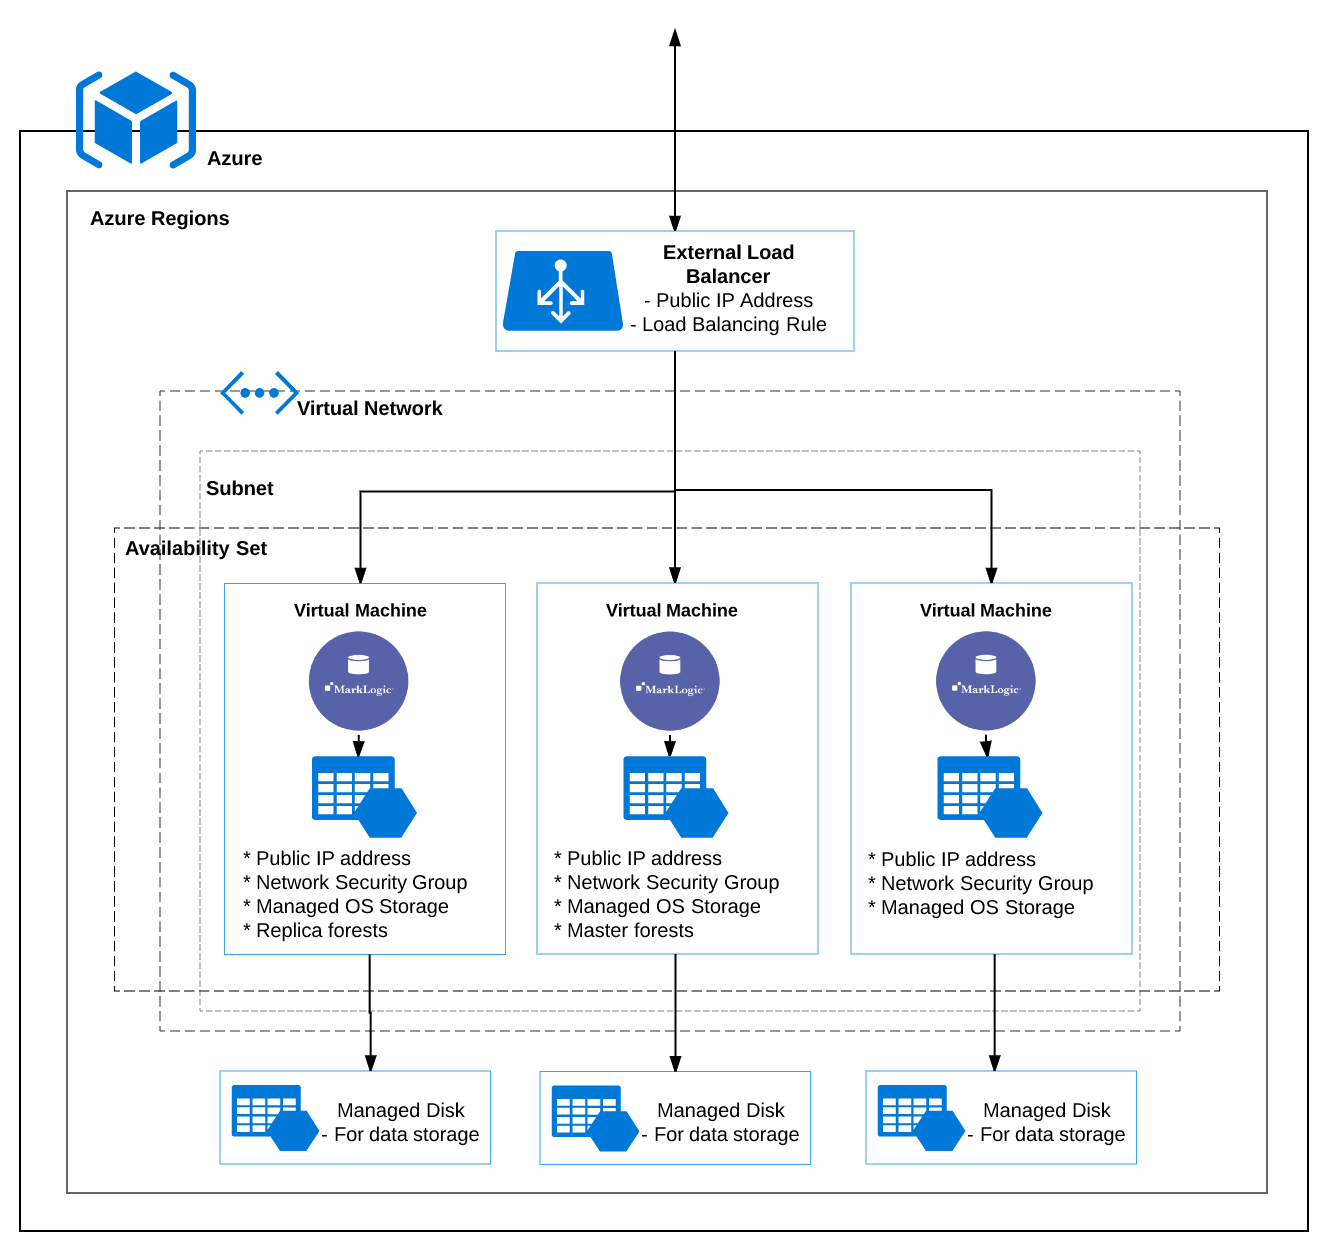 Azure
Azure Regions
External Load
Balancer
- Public IP Address
- Load Balancing Rule
Virtual Network
Subnet
Availability Set
Virtual Machine
MarkLogic
* Public IP address
* Network Security Group
* Managed OS Storage
* Replica forests
Virtual Machine
MarkLogic
* Public IP address
* Network Security Group
* Managed OS Storage
* Master forests
Virtual Machine
MarkLogic
* Public IP address
* Network Security Group
* Managed OS Storage
Managed Disk
- For data storage
Managed Disk
- For data storage
Managed Disk
- For data storage